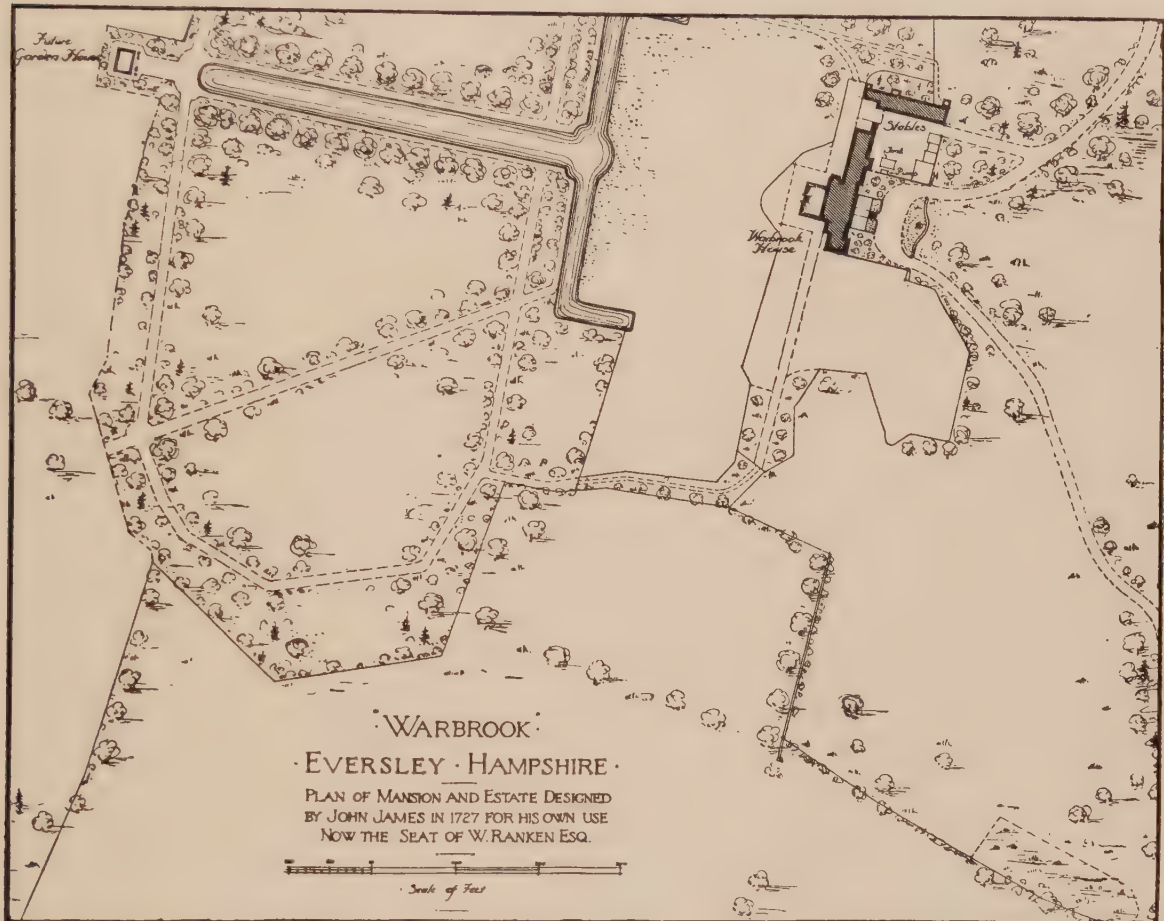 Future
Garden House
Stables
Yard
Warbrook
House
·WARBROOK·
·EVERSLEY·HAMPSHIRE·
PLAN OF MANSION AND ESTATE DESIGNED
BY JOHN JAMES IN 1727 FOR HIS OWN USE
NOW THE SEAT OF W. RANKEN ESQ.
·Scale of Feet